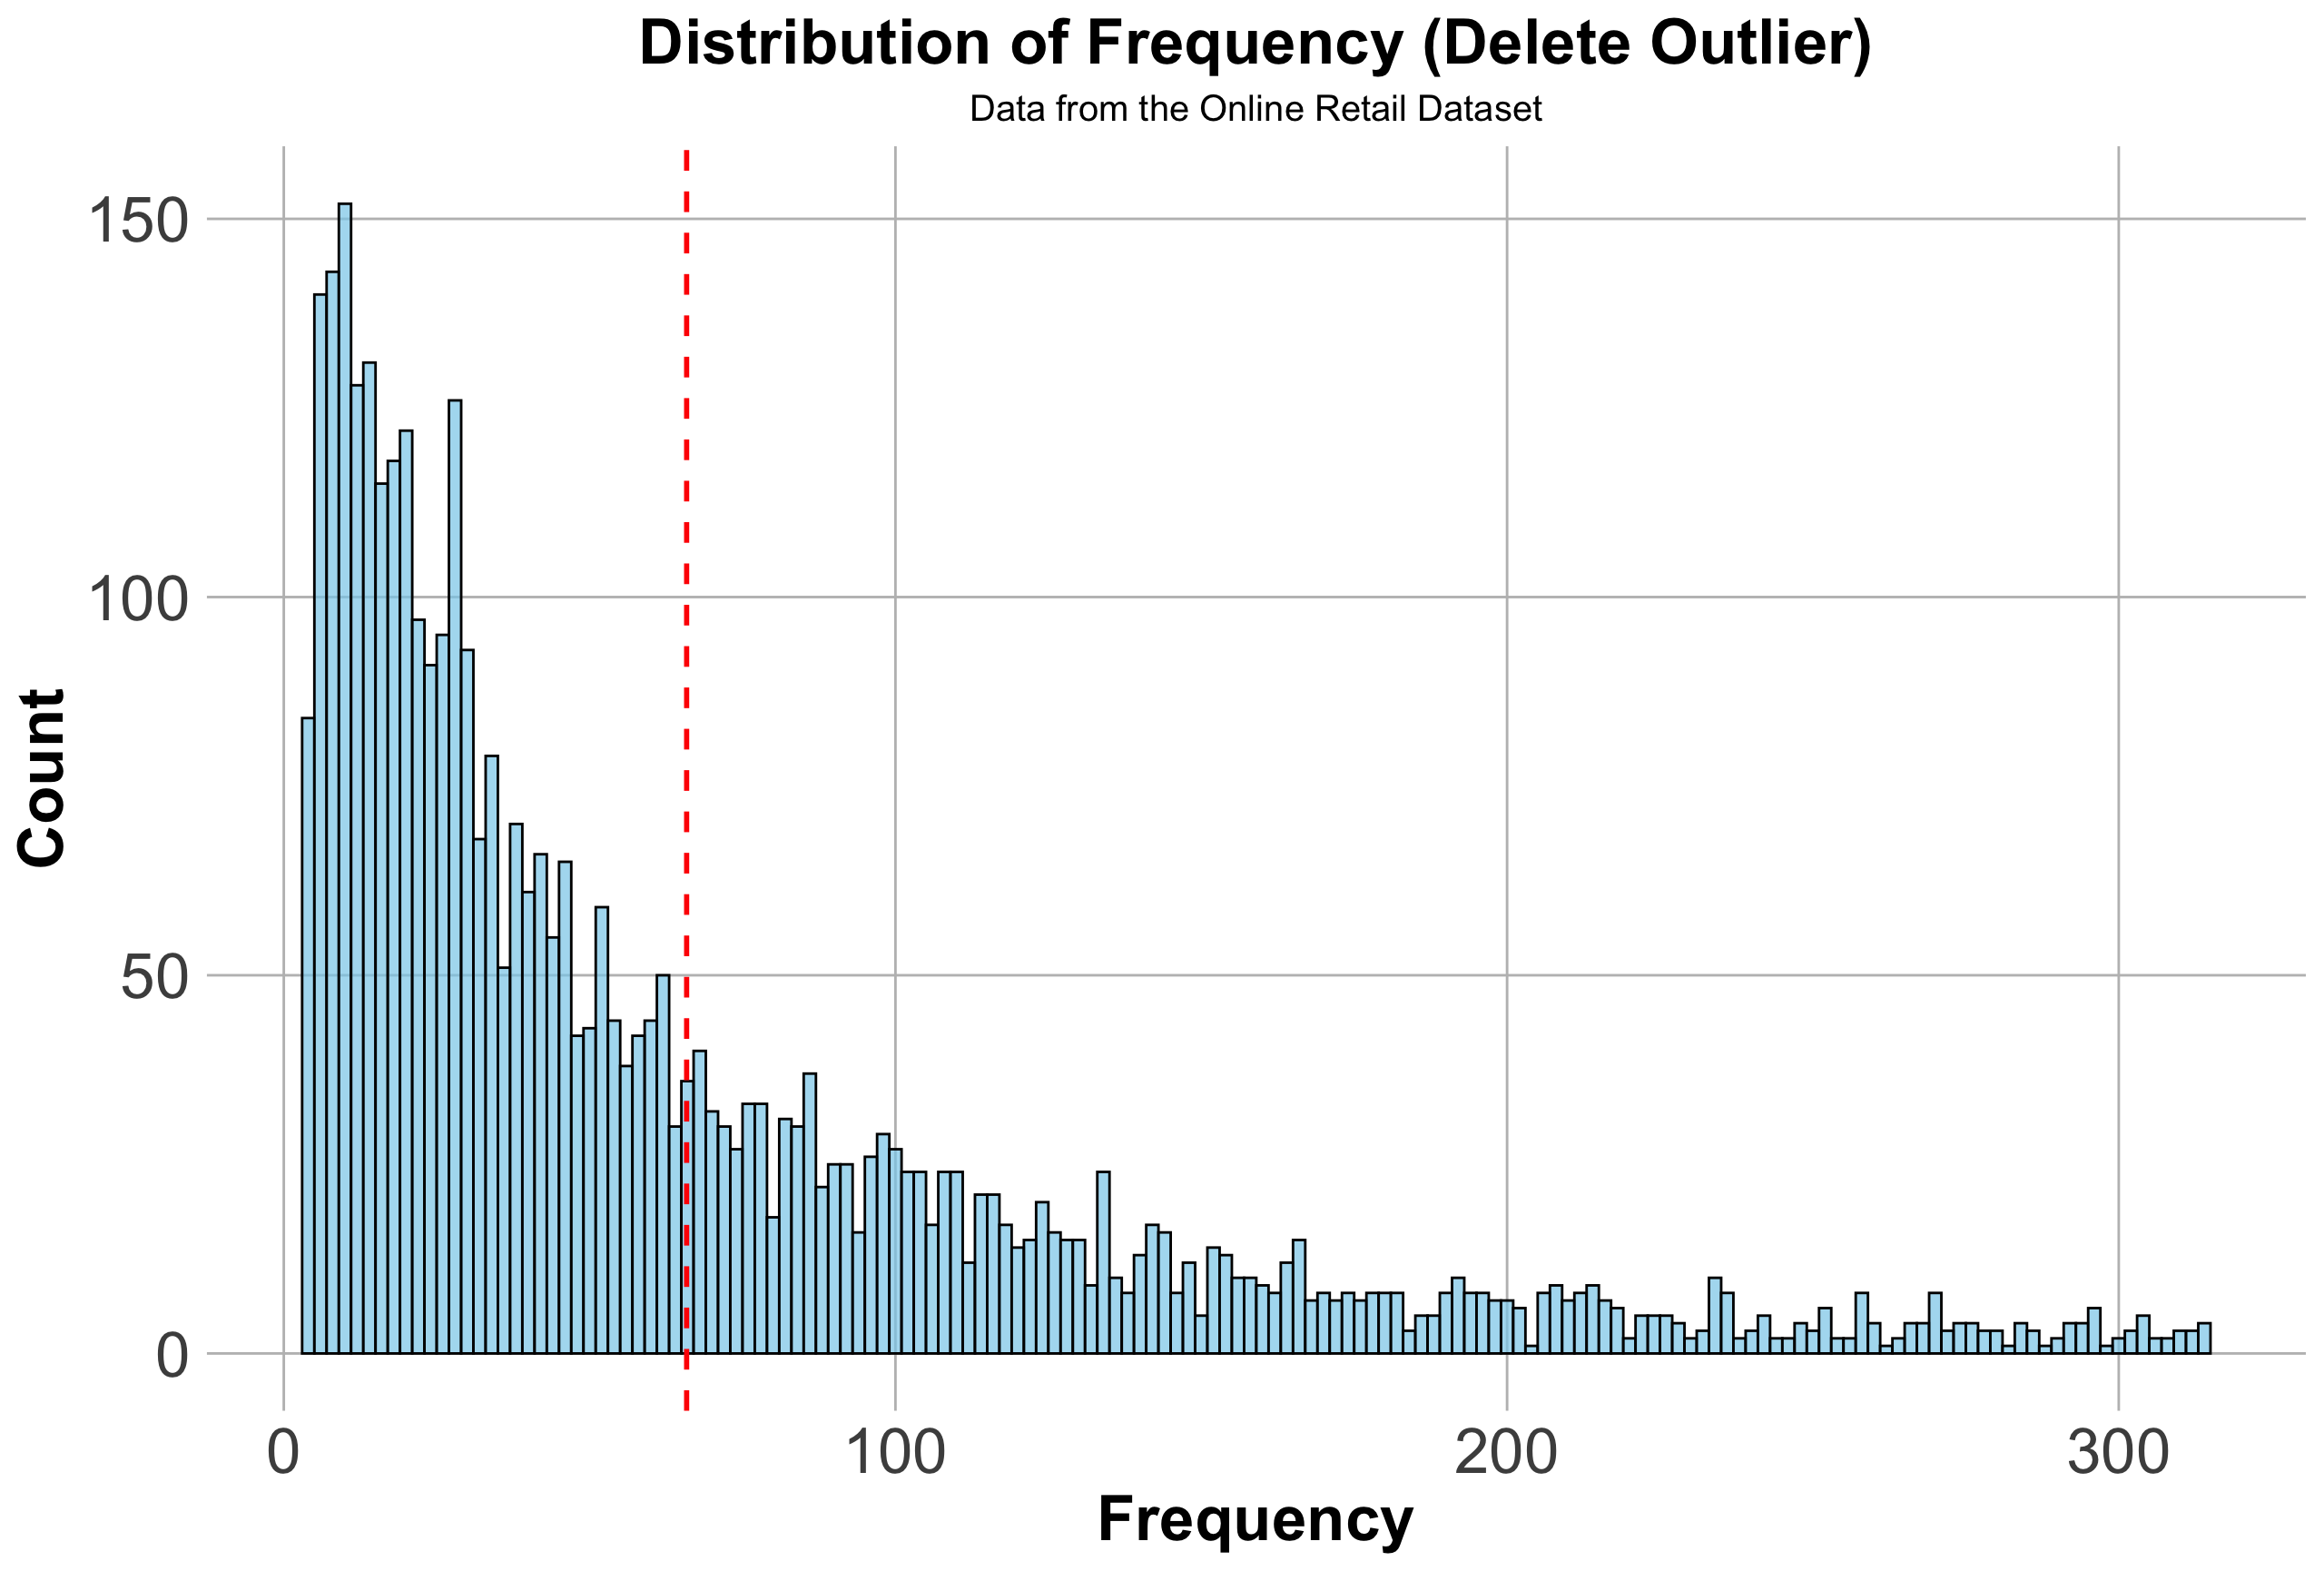 Distribution of Frequency (Delete Outlier)
Data from the Online Retail Dataset
150
100
50
0
Count
0 100 200 300
Frequency